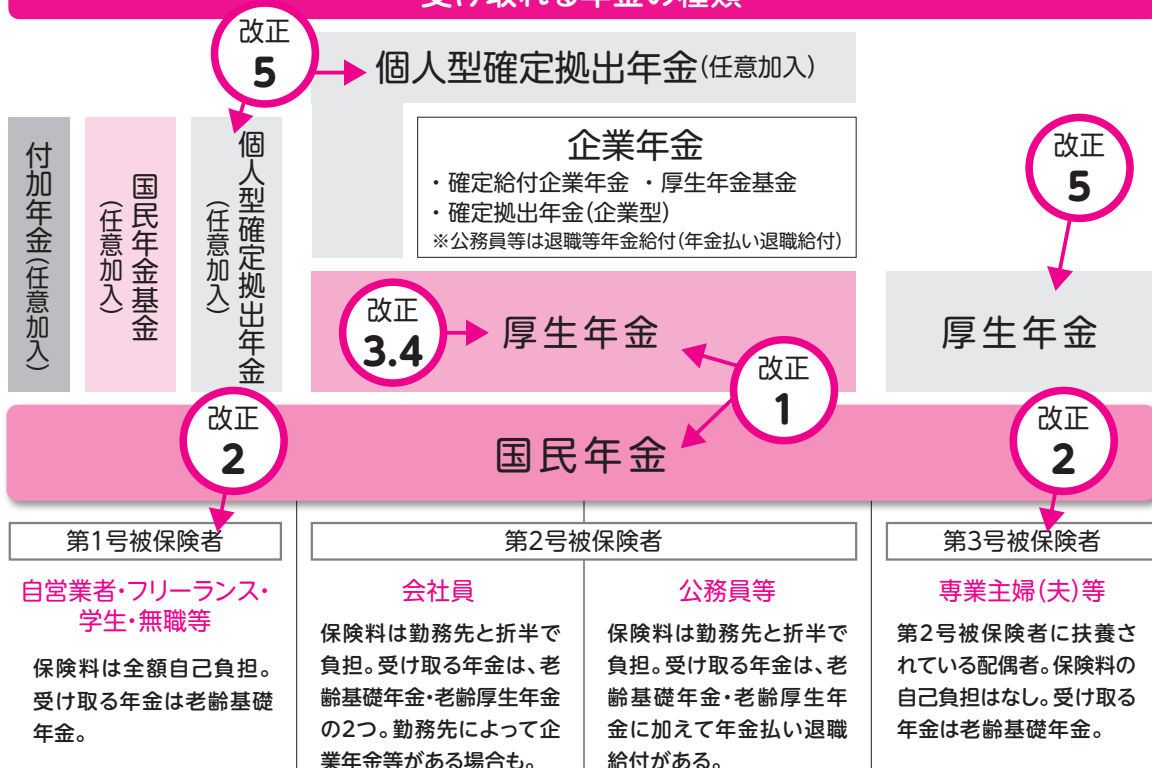 受け取れる年金の種類
改正
5
個人型確定拠出年金(任意加入)
付加年金(任意加入)
国民年金基金
(任意加入)
個人型確定拠出年金
(任意加入)
企業年金
・確定給付企業年金 ・厚生年金基金
・確定拠出年金(企業型)
※公務員等は退職等年金給付(年金払い退職給付)
改正
5
改正
3.4
厚生年金
改正
1
厚生年金
改正
2
国民年金
改正
2
第1号被保険者
自営業者・フリーランス・
学生・無職等
保険料は全額自己負担。
受け取る年金は老齢基礎
年金。
第2号被保険者
会社員
保険料は勤務先と折半で
負担。受け取る年金は、老
齢基礎年金・老齢厚生年金
の2つ。勤務先によって企
業年金等がある場合も。
公務員等
保険料は勤務先と折半で
負担。受け取る年金は、老
齢基礎年金・老齢厚生年
金に加えて年金払い退職
給付がある。
第3号被保険者
専業主婦(夫)等
第2号被保険者に扶養さ
れている配偶者。保険料の
自己負担はなし。受け取る
年金は老齢基礎年金。